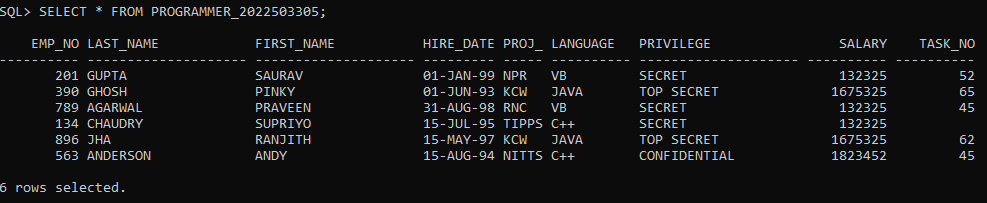 SQL> SELECT * FROM PROGRAMMER_2022503305;
EMP_NO LAST_NAME FIRST_NAME HIRE_DATE PROJ_ LANGUAGE PRIVILEGE SALARY TASK_NO
---------- -------------------- -------------------- --------- ----- ---------- -------------------- ---------- ----------
201 GUPTA SAURAV 01-JAN-99 NPR VB SECRET 132325 52
390 GHOSH PINKY 01-JUN-93 KCW JAVA TOP SECRET 1675325 65
789 AGARWAL PRAVEEN 31-AUG-98 RNC VB SECRET 132325 45
134 CHAUDRY SUPRIYO 15-JUL-95 TIPPS C++ SECRET 132325
896 JHA RANJITH 15-MAY-97 KCW JAVA TOP SECRET 1675325 62
563 ANDERSON ANDY 15-AUG-94 NITTS C++ CONFIDENTIAL 1823452 45
6 rows selected.